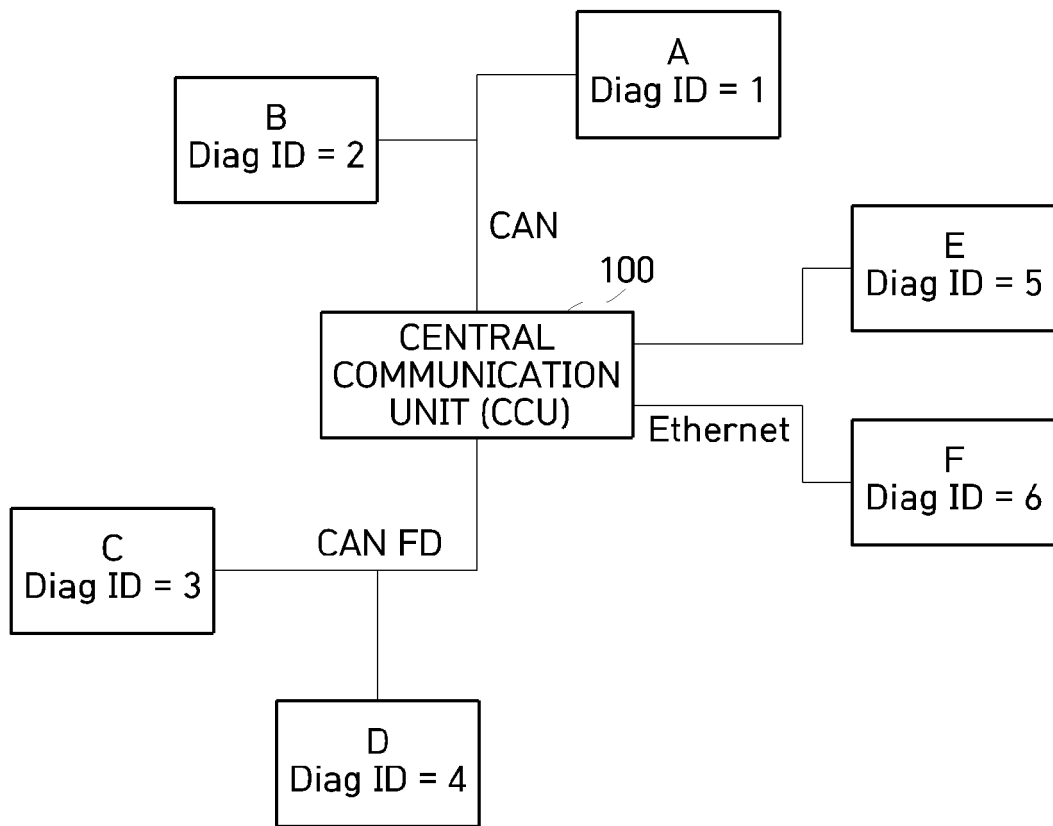 A
Diag ID = 1
B
Diag ID = 2
CAN
E
Diag ID = 5
100
CENTRAL
COMMUNICATION
UNIT (CCU)
Ethernet
F
Diag ID = 6
C
Diag ID = 3
CAN FD
D
Diag ID = 4